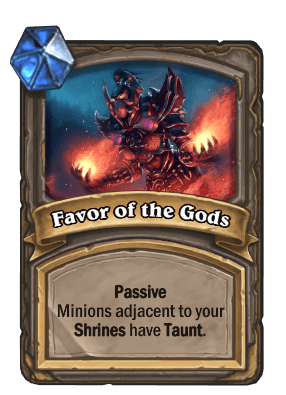 Favor of the Gods
Passive
Minions adjacent to your
Shrines have Taunt.